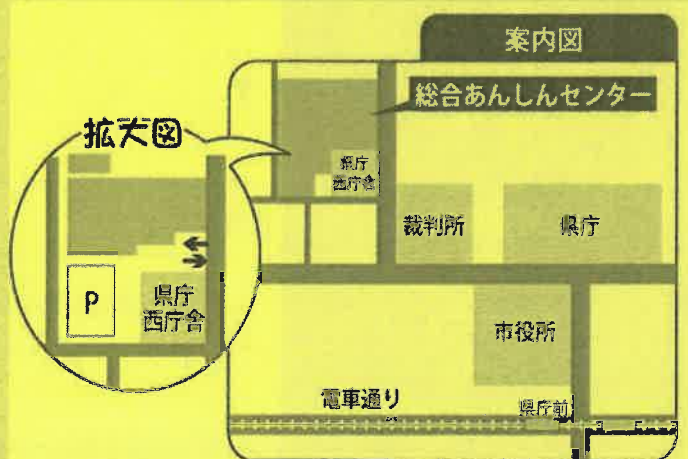 案内図
総合あんしんセンター
拡大図
県庁
西庁舎
裁判所
県庁
P
県庁
西庁舎
市役所
電車通り
県庁前